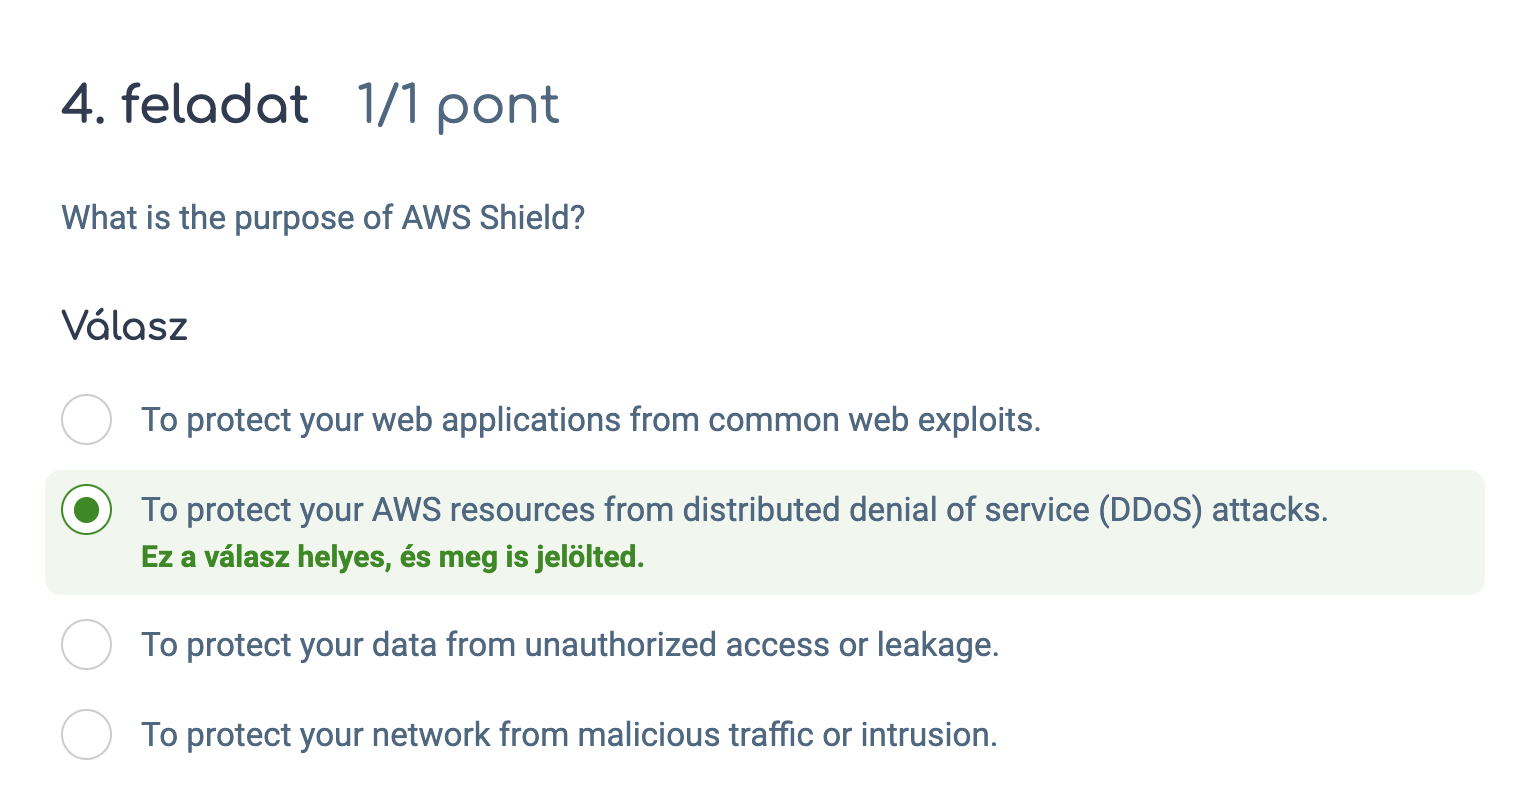 4. feladat 1/1 pont
What is the purpose of AWS Shield?
Válasz
To protect your web applications from common web exploits.
To protect your AWS resources from distributed denial of service (DDoS) attacks.
Ez a válasz helyes, és meg is jelölted.
To protect your data from unauthorized access or leakage.
To protect your network from malicious traffic or intrusion.